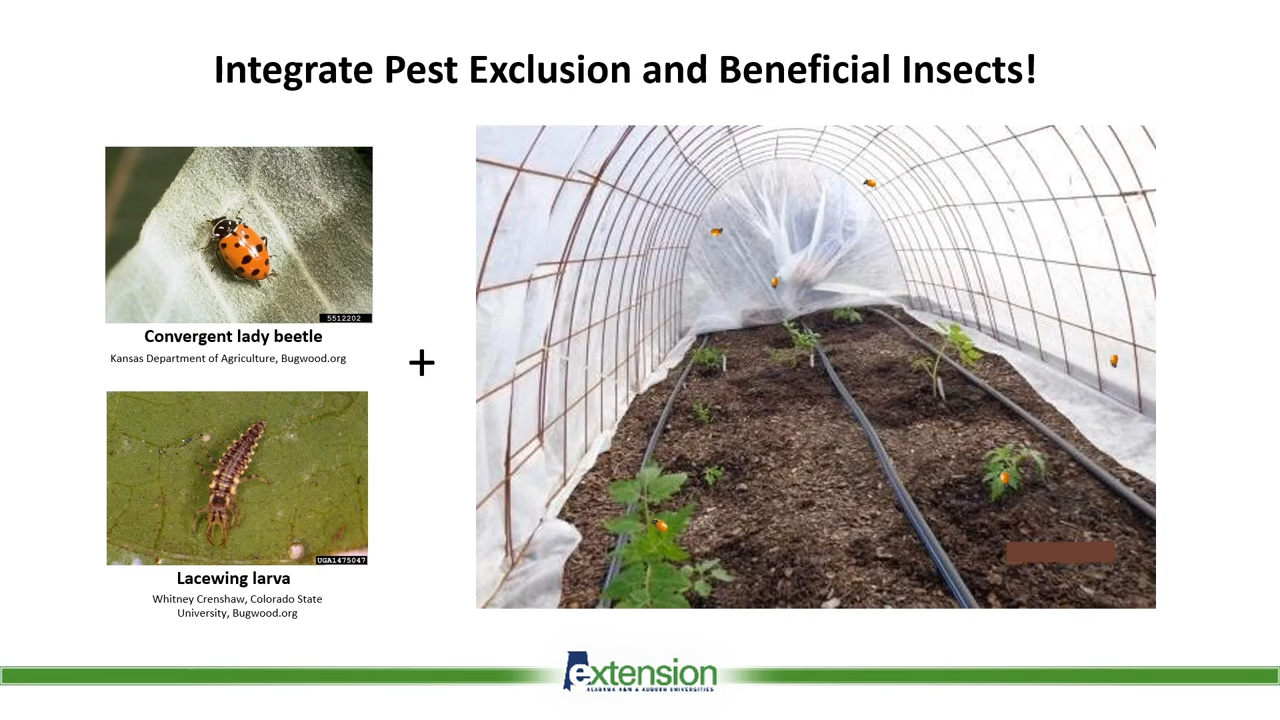 Integrate Pest Exclusion and Beneficial Insects!
5512202
Convergent lady beetle
Kansas Department of Agriculture, Bugwood.org
+
UGA1475047
Lacewing larva
Whitney Crenshaw, Colorado State
University, Bugwood.org
extension
ALABAMA A&M & AUBURN UNIVERSITIES